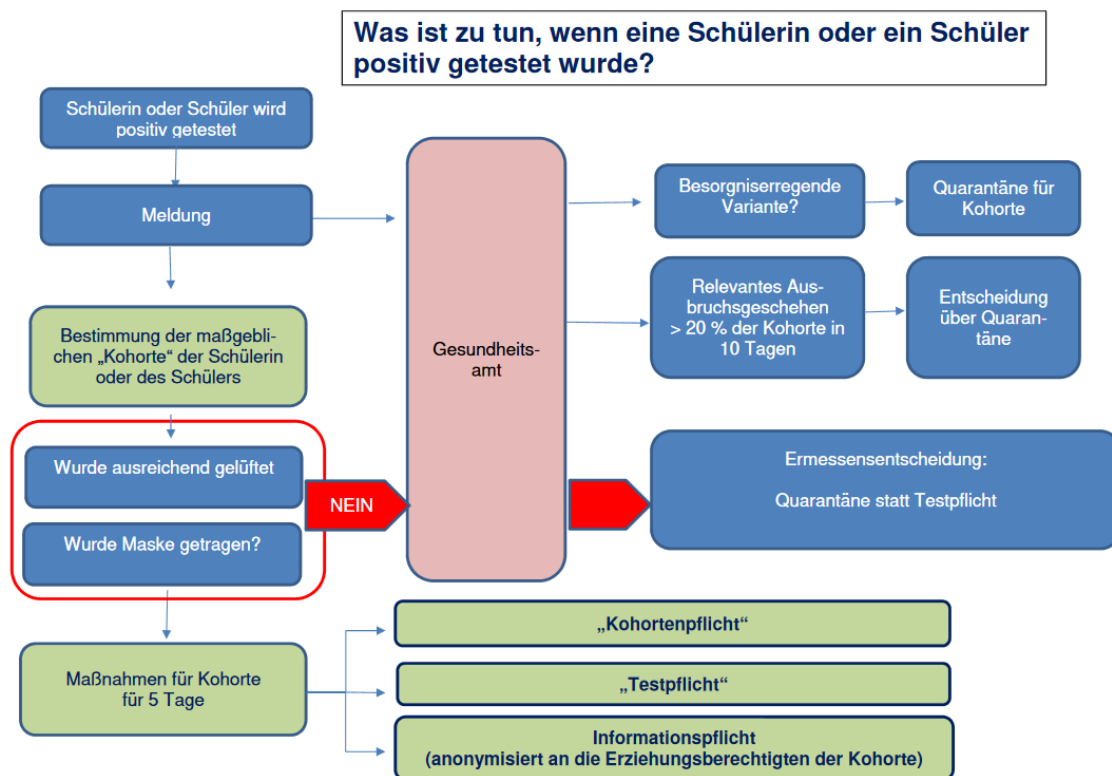 Was ist zu tun, wenn eine Schülerin oder ein Schüler
positiv getestet wurde?
Schülerin oder Schüler wird
positiv getestet
Meldung
Bestimmung der maßgebli-
chen „Kohorte“ der Schülerin
oder des Schülers
Wurde ausreichend gelüftet
Wurde Maske getragen?
NEIN
Maßnahmen für Kohorte
für 5 Tage
Gesundheits-
amt
Besorgniserregende
Variante?
Quarantäne für
Kohorte
Relevantes Aus-
bruchsgeschehen
> 20 % der Kohorte in
10 Tagen
Entscheidung
über Quaran-
täne
Ermessensentscheidung:
Quarantäne statt Testpflicht
„Kohortenpflicht“
„Testpflicht“
Informationspflicht
(anonymisiert an die Erziehungsberechtigten der Kohorte)